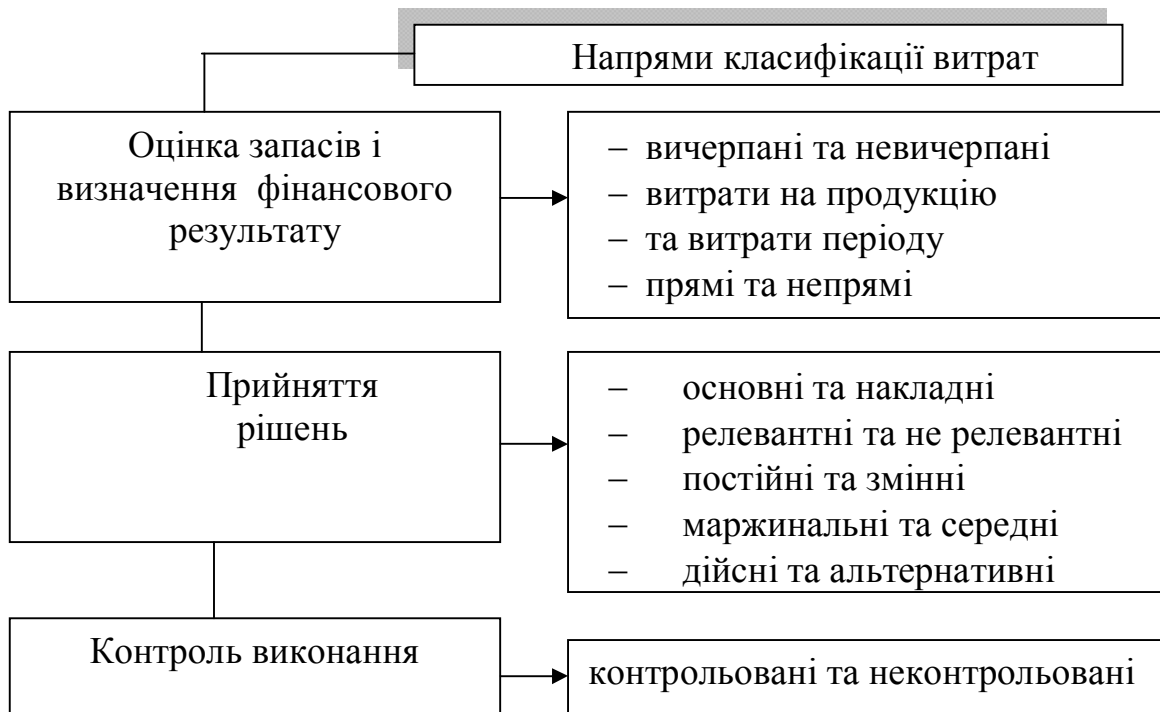 Напрями класифікації витрат
Оцінка запасів і
визначення фінансового
результату
– вичерпані та невичерпані
– витрати на продукцію
– та витрати періоду
– прямі та непрямі
Прийняття
рішень
– основні та накладні
– релевантні та не релевантні
– постійні та змінні
– маржинальні та середні
– дійсні та альтернативні
Контроль виконання
контрольовані та неконтрольовані